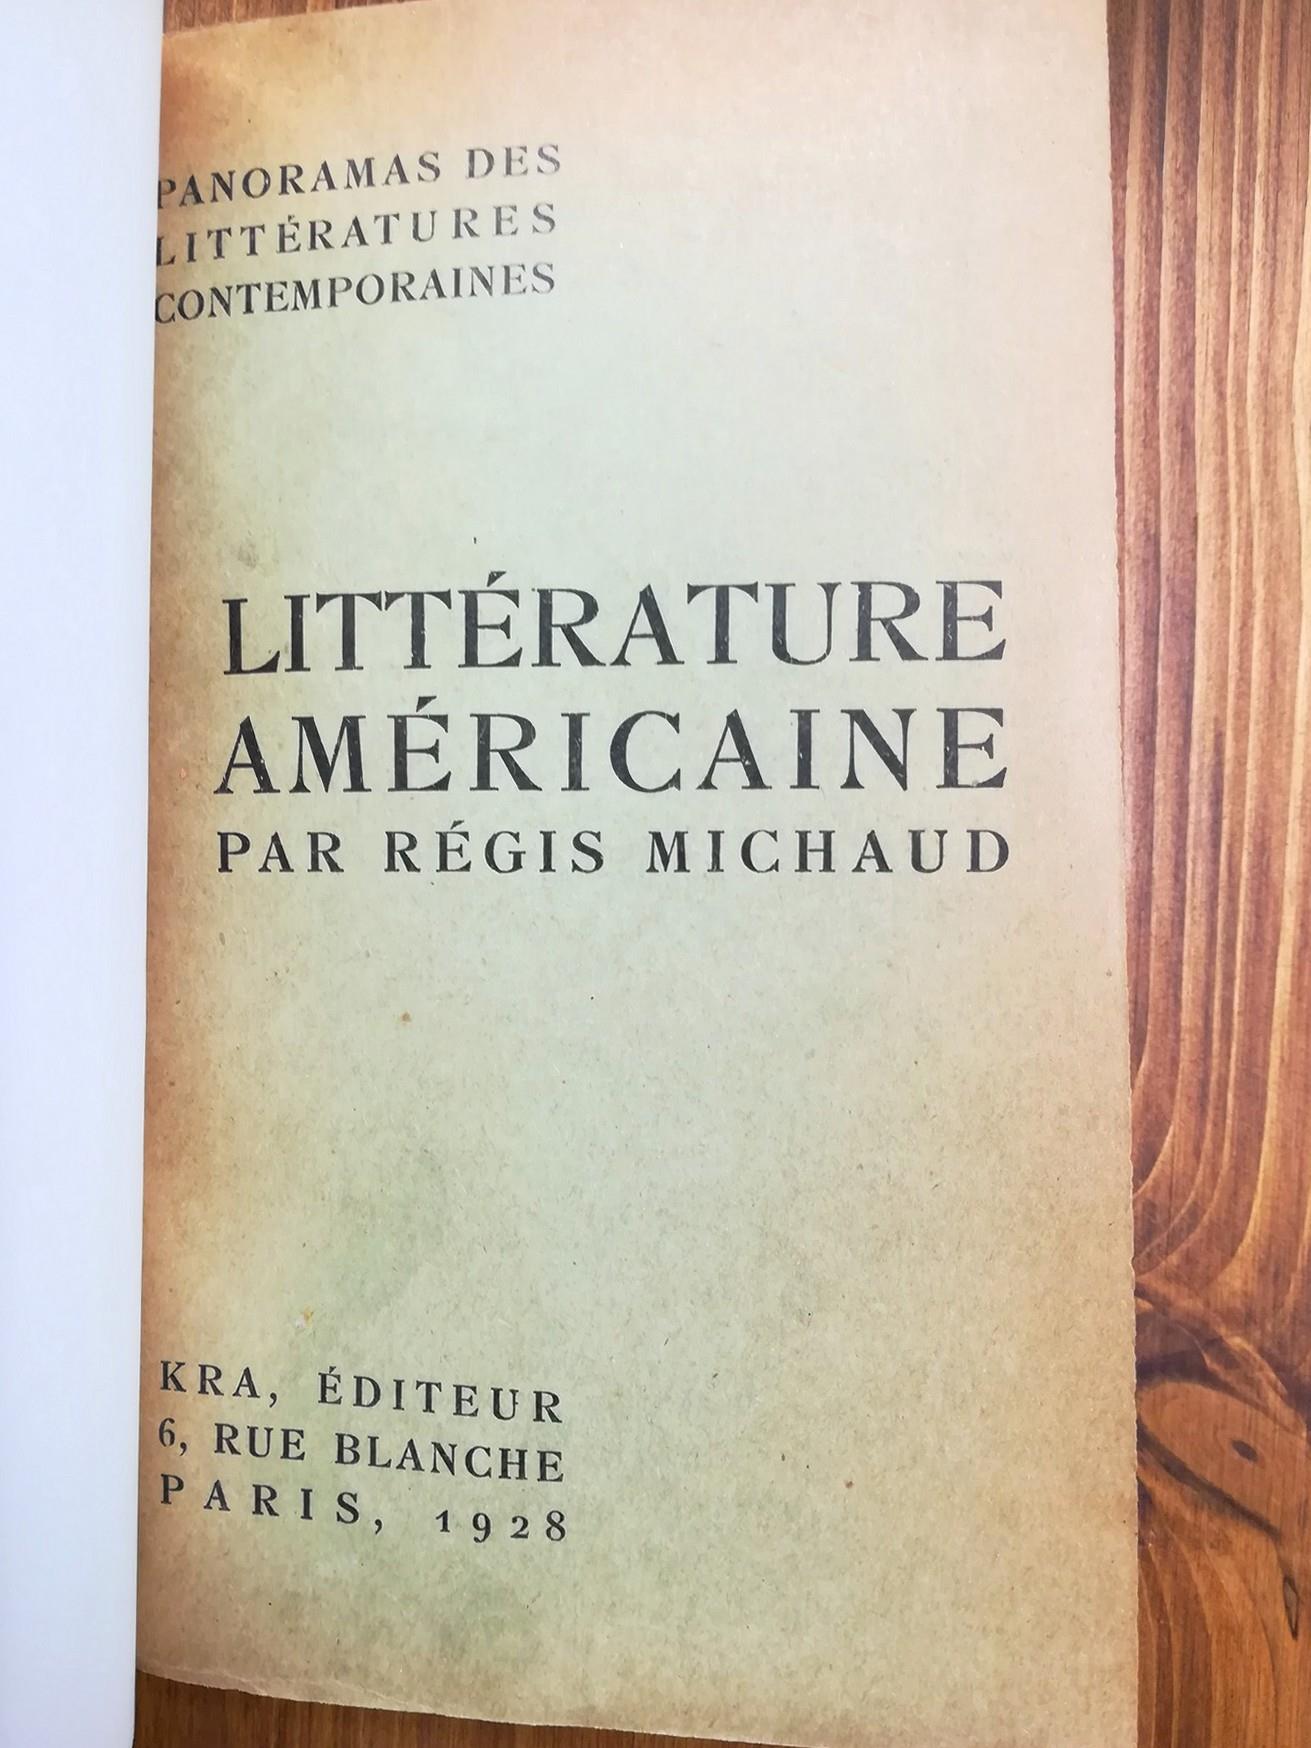 PANORAMAS DES
LITTÉRATURES
CONTEMPORAINES
LITTÉRATURE
AMÉRICAINE
PAR RÉGIS MICHAUD
KRA, ÉDITEUR
6, RUE BLANCHE
PARIS, 1928